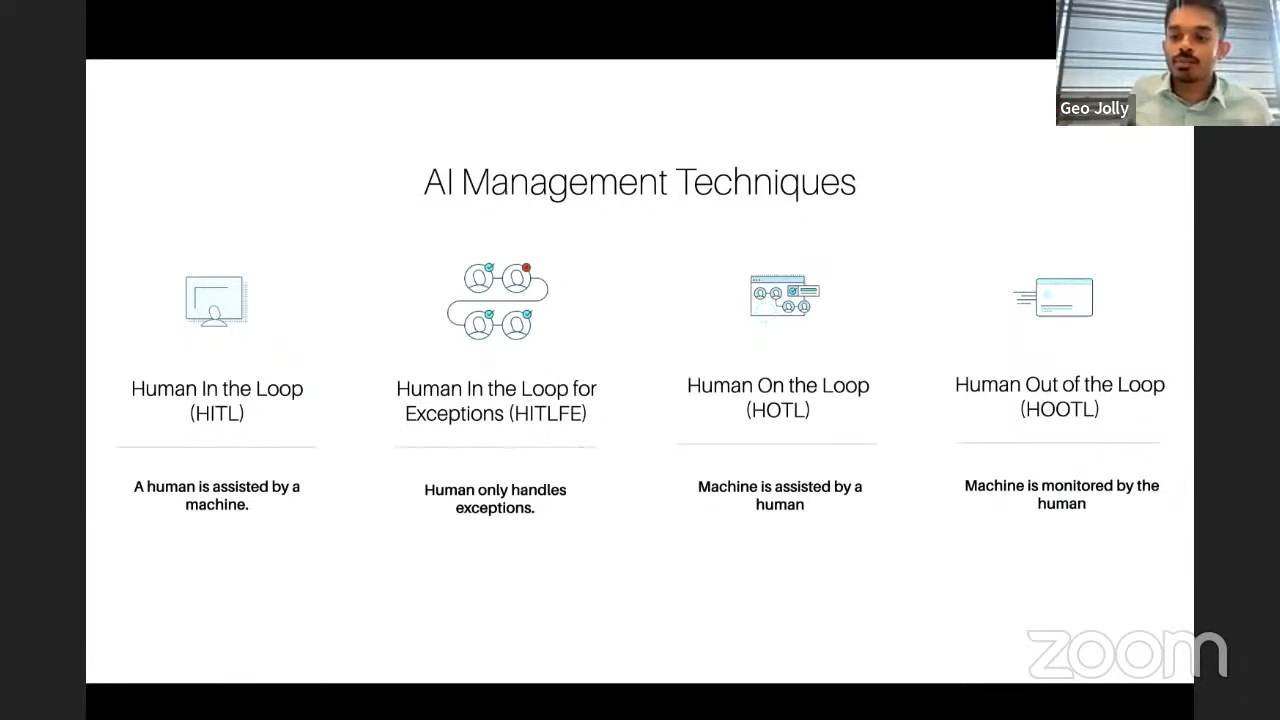 Geo Jolly
AI Management Techniques
Human In the Loop
(HITL)
A human is assisted by a
machine.
Human In the Loop for
Exceptions (HITLFE)
Human only handles
exceptions.
Human On the Loop
(HOTL)
Machine is assisted by a
human
Human Out of the Loop
(HOOTL)
Machine is monitored by the
human
zoom